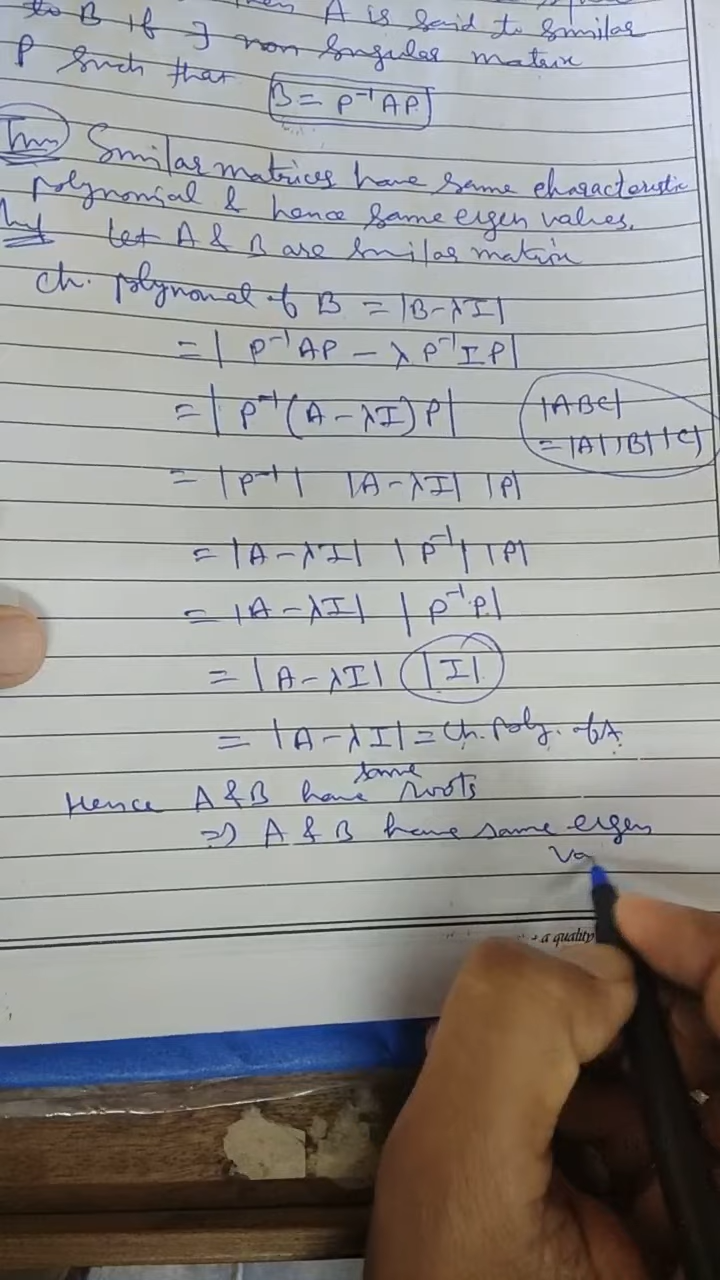 A is said to similar
to B if ∃ non singular matrix
P such that
B = P⁻¹AP
Thm Similar matrices have same characteristic
polynomial & hence same eigen values.
Let A & B are similar matrix
Ch. polynomial of B = |B-λI|
= | P⁻¹AP - λP⁻¹IP|
= | P⁻¹(A-λI)P|
|ABC|
= |A||B||C|
= |P⁻¹| |A-λI| |P|
= |A-λI| |P⁻¹| |P|
= |A-λI| |P⁻¹P|
= |A-λI| |I|
= |A-λI| = Ch. Poly. of A
Hence A & B have same roots
⇒ A & B have same eigen
Va
a quality